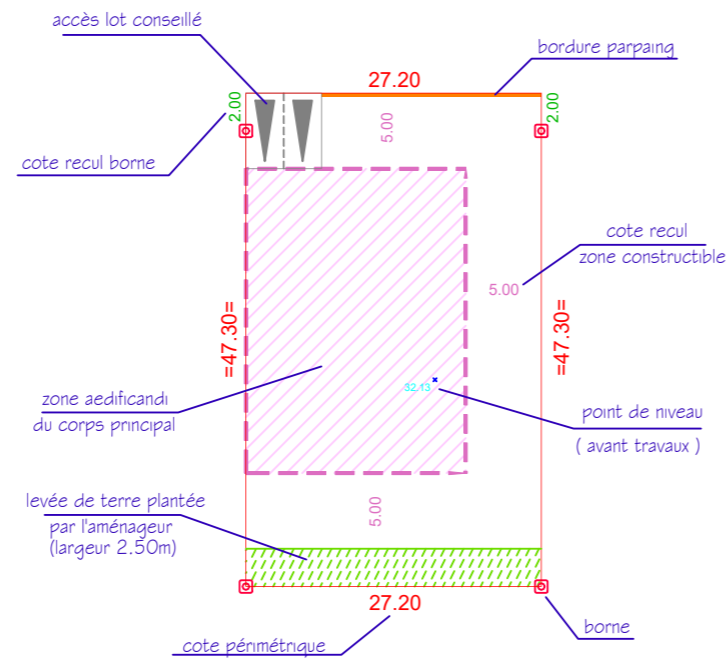 accès lot conseillé
bordure parpaing
27.20
2.00
2.00
5.00
cote recul borne
cote recul
zone constructible
5.00
=47.30=
=47.30=
32.13
zone aedificandi
du corps principal
point de niveau
( avant travaux )
levée de terre plantée
par l'aménageur
(largeur 2.50m)
5.00
27.20
borne
cote périmétrique